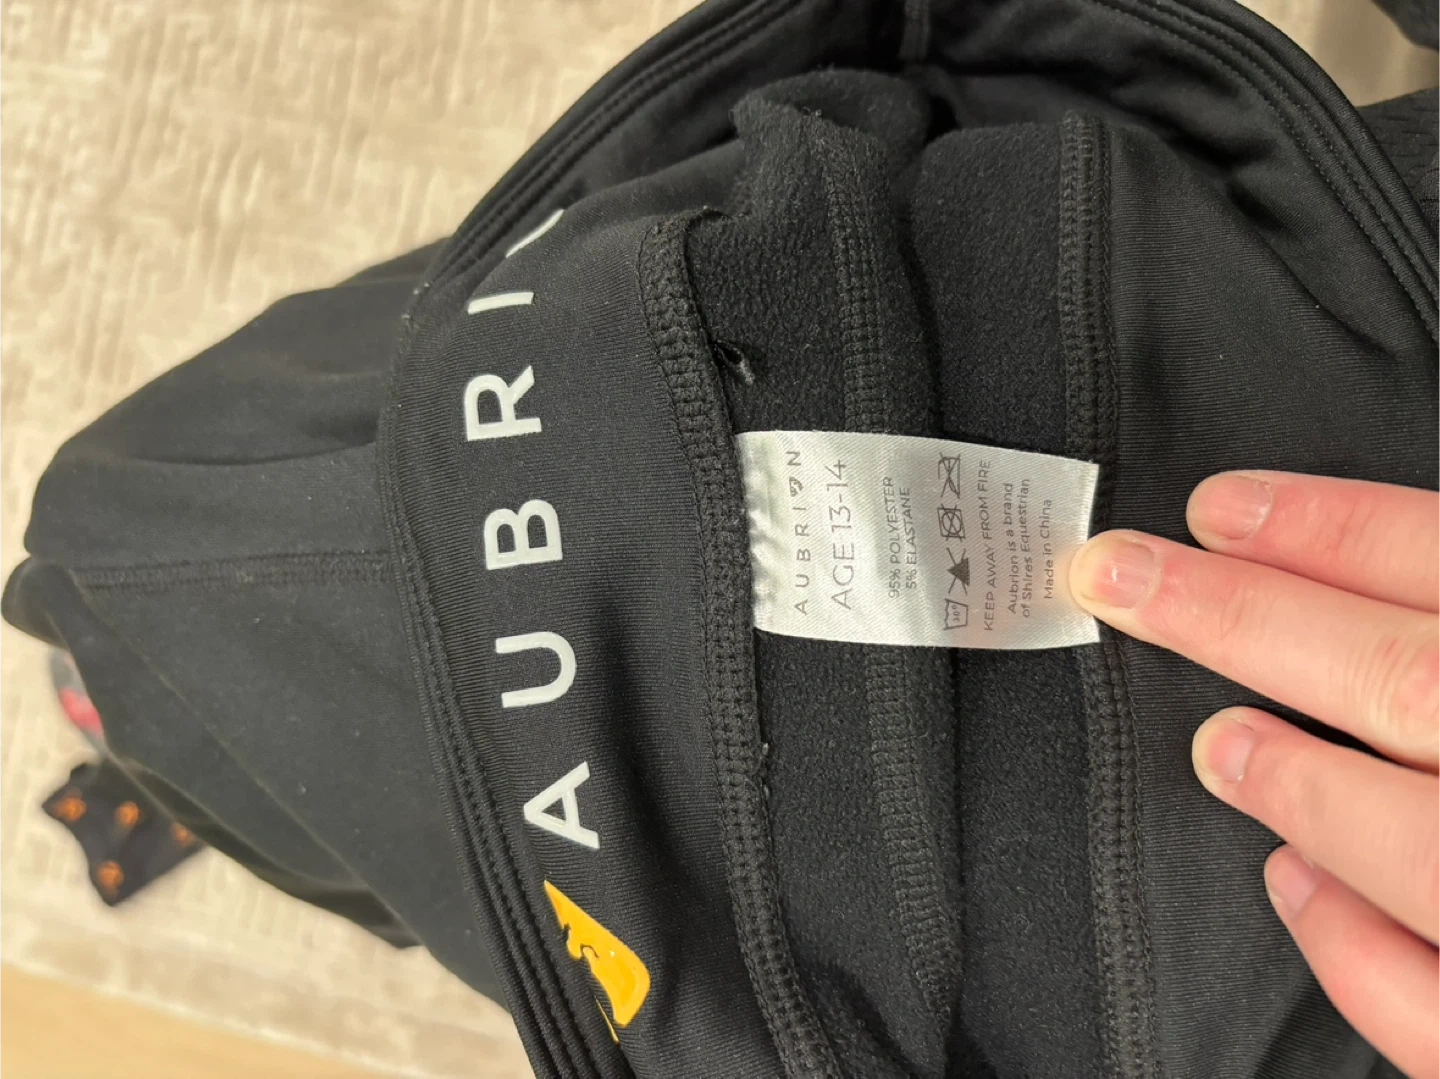 AUBRI
AUBRION
AGE 13-14
95% POLYESTER
5% ELASTANE
30°
KEEP AWAY FROM FIRE
Aubrion is a brand
of Shires Equestrian
Made in China